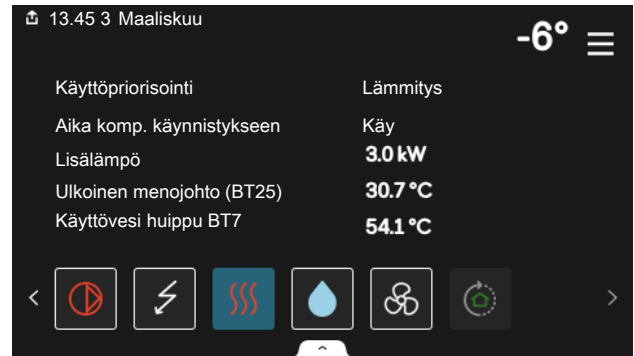 13.45 3 Maaliskuu
-6°
Käyttöpriorisointi Lämmitys
Aika komp. käynnistykseen Käy
Lisälämpö 3.0 kW
Ulkoinen menojohto (BT25) 30.7 °C
Käyttövesi huippu BT7 54.1 °C